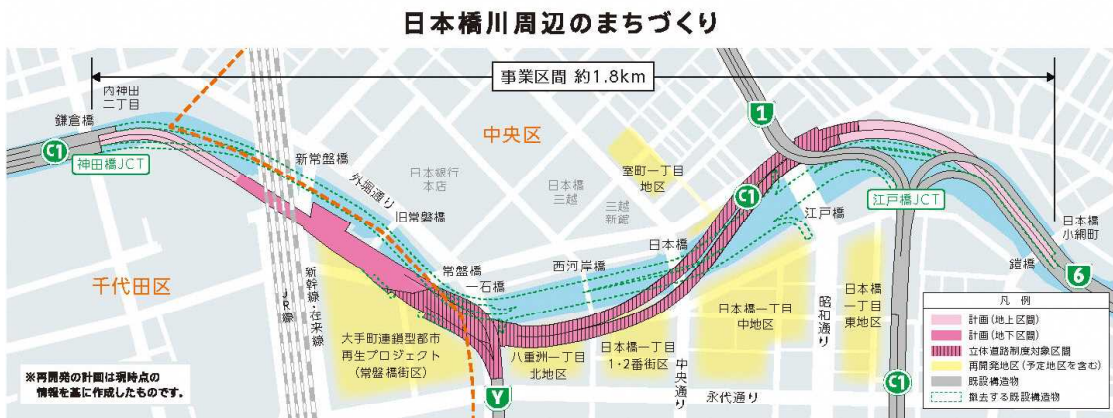 日本橋川周辺のまちづくり
事業区間 約1.8km
内神田
二丁目
鎌倉橋
C1
神田橋JCT
新常盤橋
外堀通り
旧常盤橋
日本銀行
本店
中央区
日本橋
三越
三越
新館
室町一丁目
地区
1
C1
江戸橋
江戸橋JCT
日本橋
小網町
鎧橋
6
千代田区
JR線
新幹線・在来線
常盤橋
一石橋
西河岸橋
日本橋
大手町連鎖型都市
再生プロジェクト
(常盤橋街区)
Y
八重洲一丁目
北地区
日本橋一丁目
1・2番街区
中央通り
日本橋一丁目
中地区
永代通り
昭和通り
日本橋
一丁目
東地区
C1
凡 例
計画(地上区間)
計画(地下区間)
立体道路制度対象区間
再開発地区(予定地区を含む)
既設構造物
撤去する既設構造物
※再開発の計画は現時点の
情報を基に作成したものです。